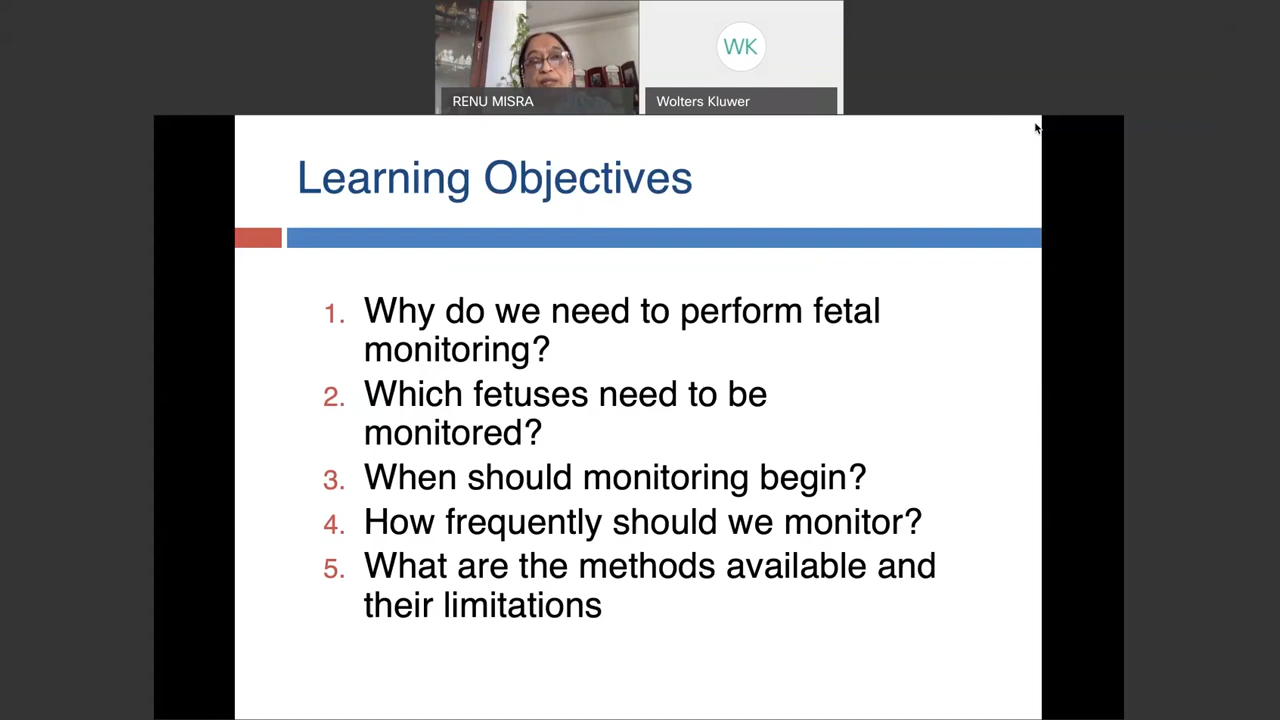 WK
RENU MISRA
Wolters Kluwer
Learning Objectives
1. Why do we need to perform fetal
monitoring?
2. Which fetuses need to be
monitored?
3. When should monitoring begin?
4. How frequently should we monitor?
5. What are the methods available and
their limitations